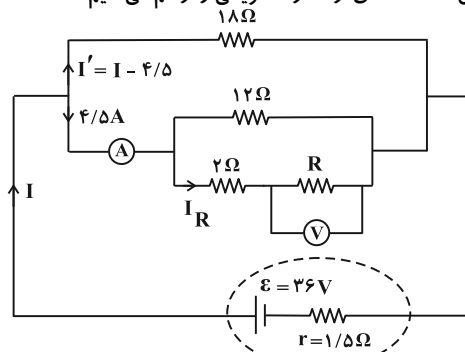 ۱۸Ω
I′= I – ۴/۵
۴/۵A
A
۱۲Ω
۲Ω
R
I
I_R
V
ε = ۳۶V
r = ۱/۵Ω